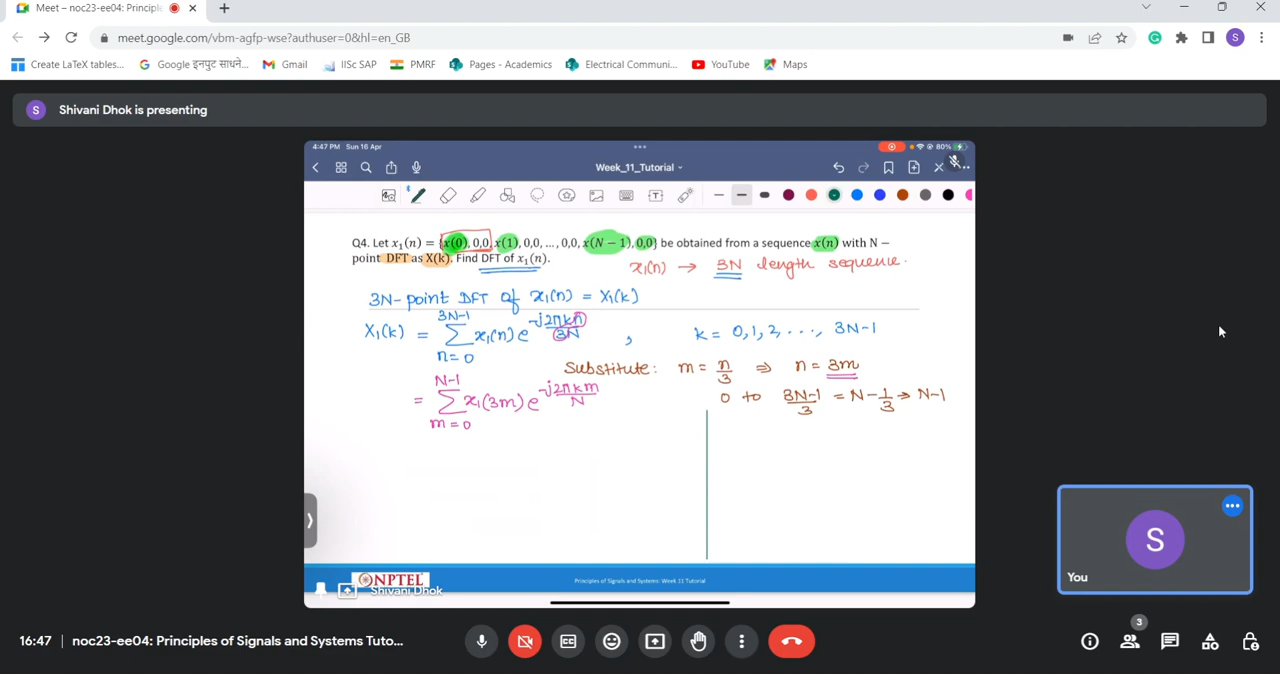 Meet – noc23-ee04: Principle
meet.google.com/vbm-agfp-wse?authuser=0&hl=en_GB
S
Create LaTeX tables... Google इनपुट साधने... Gmail IISc SAP PMRF Pages - Academics Electrical Communi... YouTube Maps
S Shivani Dhok is presenting
4:47 PM Sun 16 Apr 80%
Week_11_Tutorial
Q4. Let x₁(n) = {x(0), 0,0, x(1), 0,0, ..., 0,0, x(N − 1), 0,0} be obtained from a sequence x(n) with N −
point DFT as X(k). Find DFT of x₁(n).
x₁(n) → 3N length sequence.
3N-point DFT of x₁(n) = X₁(k)
X₁(k) = 3N-1 Σ n=0 x₁(n) e^(-j2πkn/3N) , k = 0,1,2, ..., 3N-1
Substitute: m = n/3 ⇒ n = 3m
= N-1 Σ m=0 x₁(3m) e^(-j2πkm/N)
0 to (3N-1)/3 = N - 1/3 → N-1
NPTEL
Principles of Signals and Systems: Week 11 Tutorial
Shivani Dhok
S
You
16:47 noc23-ee04: Principles of Signals and Systems Tuto...
3